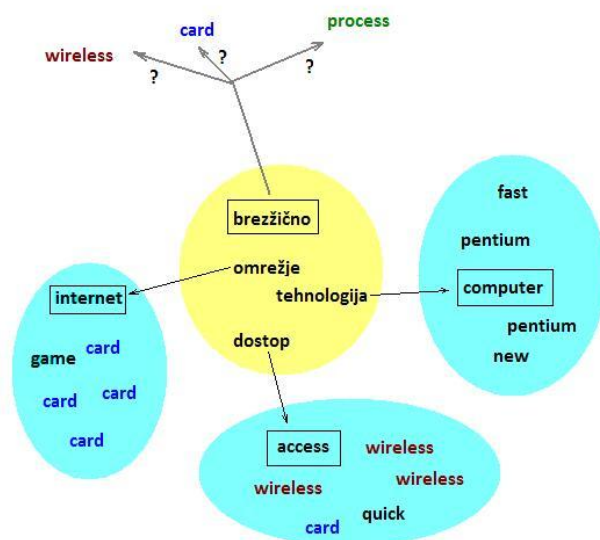 process
card
wireless
?
?
?
brezžično
omrežje
tehnologija
dostop
fast
pentium
computer
pentium
new
internet
game
card
card
card
card
access
wireless
wireless
wireless
quick
card